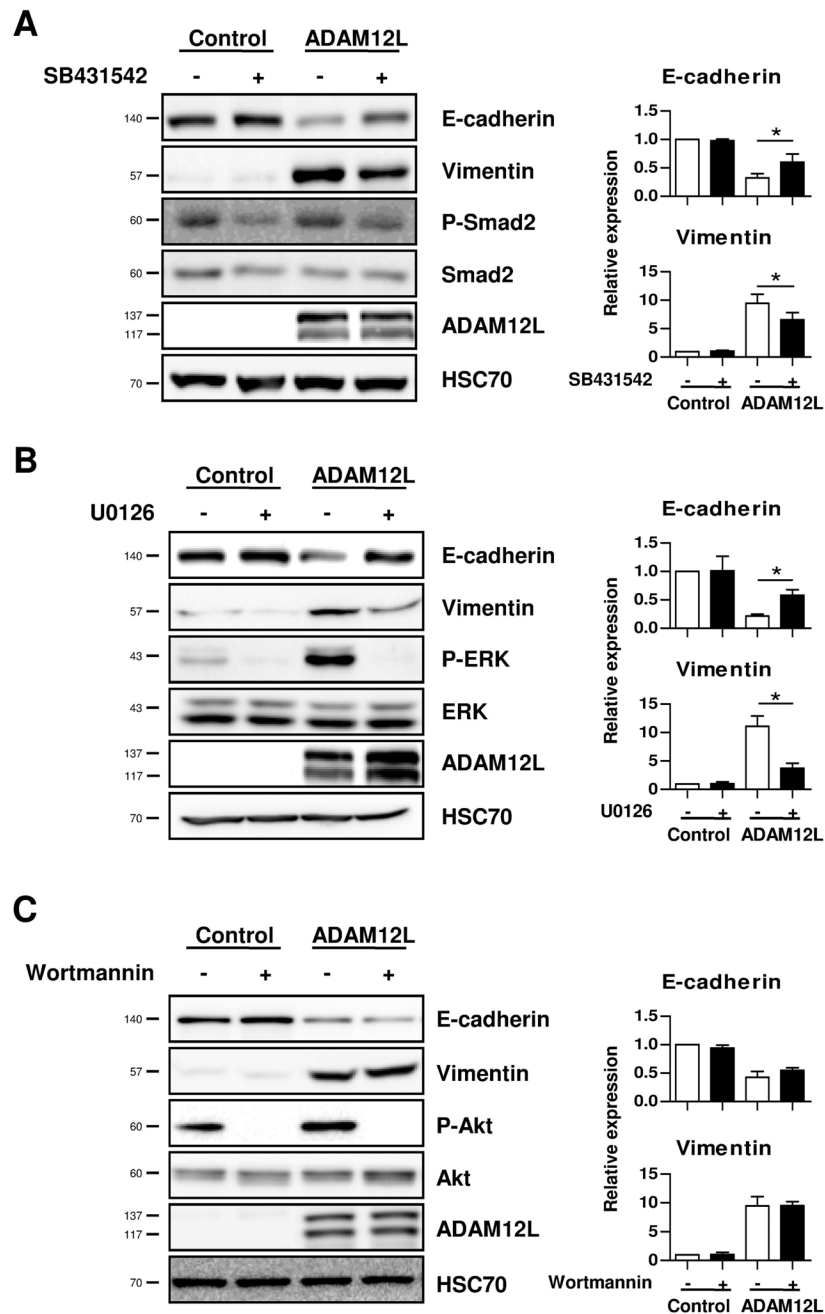 A
Control ADAM12L
SB431542 - + - +
140 E-cadherin
57 Vimentin
60 P-Smad2
60 Smad2
137
117 ADAM12L
70 HSC70
E-cadherin
1.5
1.0 *
0.5
0.0
Relative expression
Vimentin
15
10 *
5
0
SB431542 - + - +
Control ADAM12L
B
Control ADAM12L
U0126 - + - +
140 E-cadherin
57 Vimentin
43 P-ERK
43 ERK
137
117 ADAM12L
70 HSC70
E-cadherin
1.5
1.0 *
0.5
0.0
Relative expression
Vimentin
15 *
10
5
0
U0126 - + - +
Control ADAM12L
C
Control ADAM12L
Wortmannin - + - +
140 E-cadherin
57 Vimentin
60 P-Akt
60 Akt
137
117 ADAM12L
70 HSC70
E-cadherin
1.5
1.0
0.5
0.0
Relative expression
Vimentin
15
10
5
0
Wortmannin - + - +
Control ADAM12L